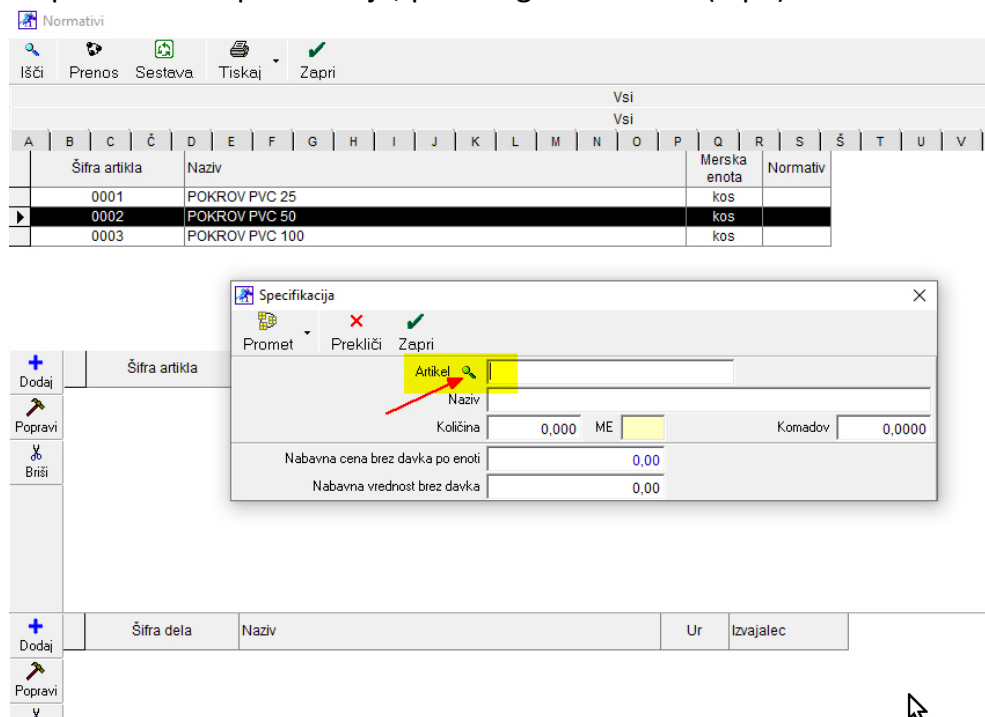 Normativi
Išči Prenos Sestava Tiskaj Zapri
Vsi
Vsi
A B C Č D E F G H I J K L M N O P Q R S Š T U V
Šifra artikla Naziv Merska enota Normativ
0001 POKROV PVC 25 kos
0002 POKROV PVC 50 kos
0003 POKROV PVC 100 kos
Specifikacija
Promet Prekliči Zapri
Artikel
Naziv
Količina 0,000 ME Komadov 0,0000
Nabavna cena brez davka po enoti 0,00
Nabavna vrednost brez davka 0,00
Dodaj Šifra artikla
Popravi
Briši
Dodaj Šifra dela Naziv Ur Izvajalec
Popravi